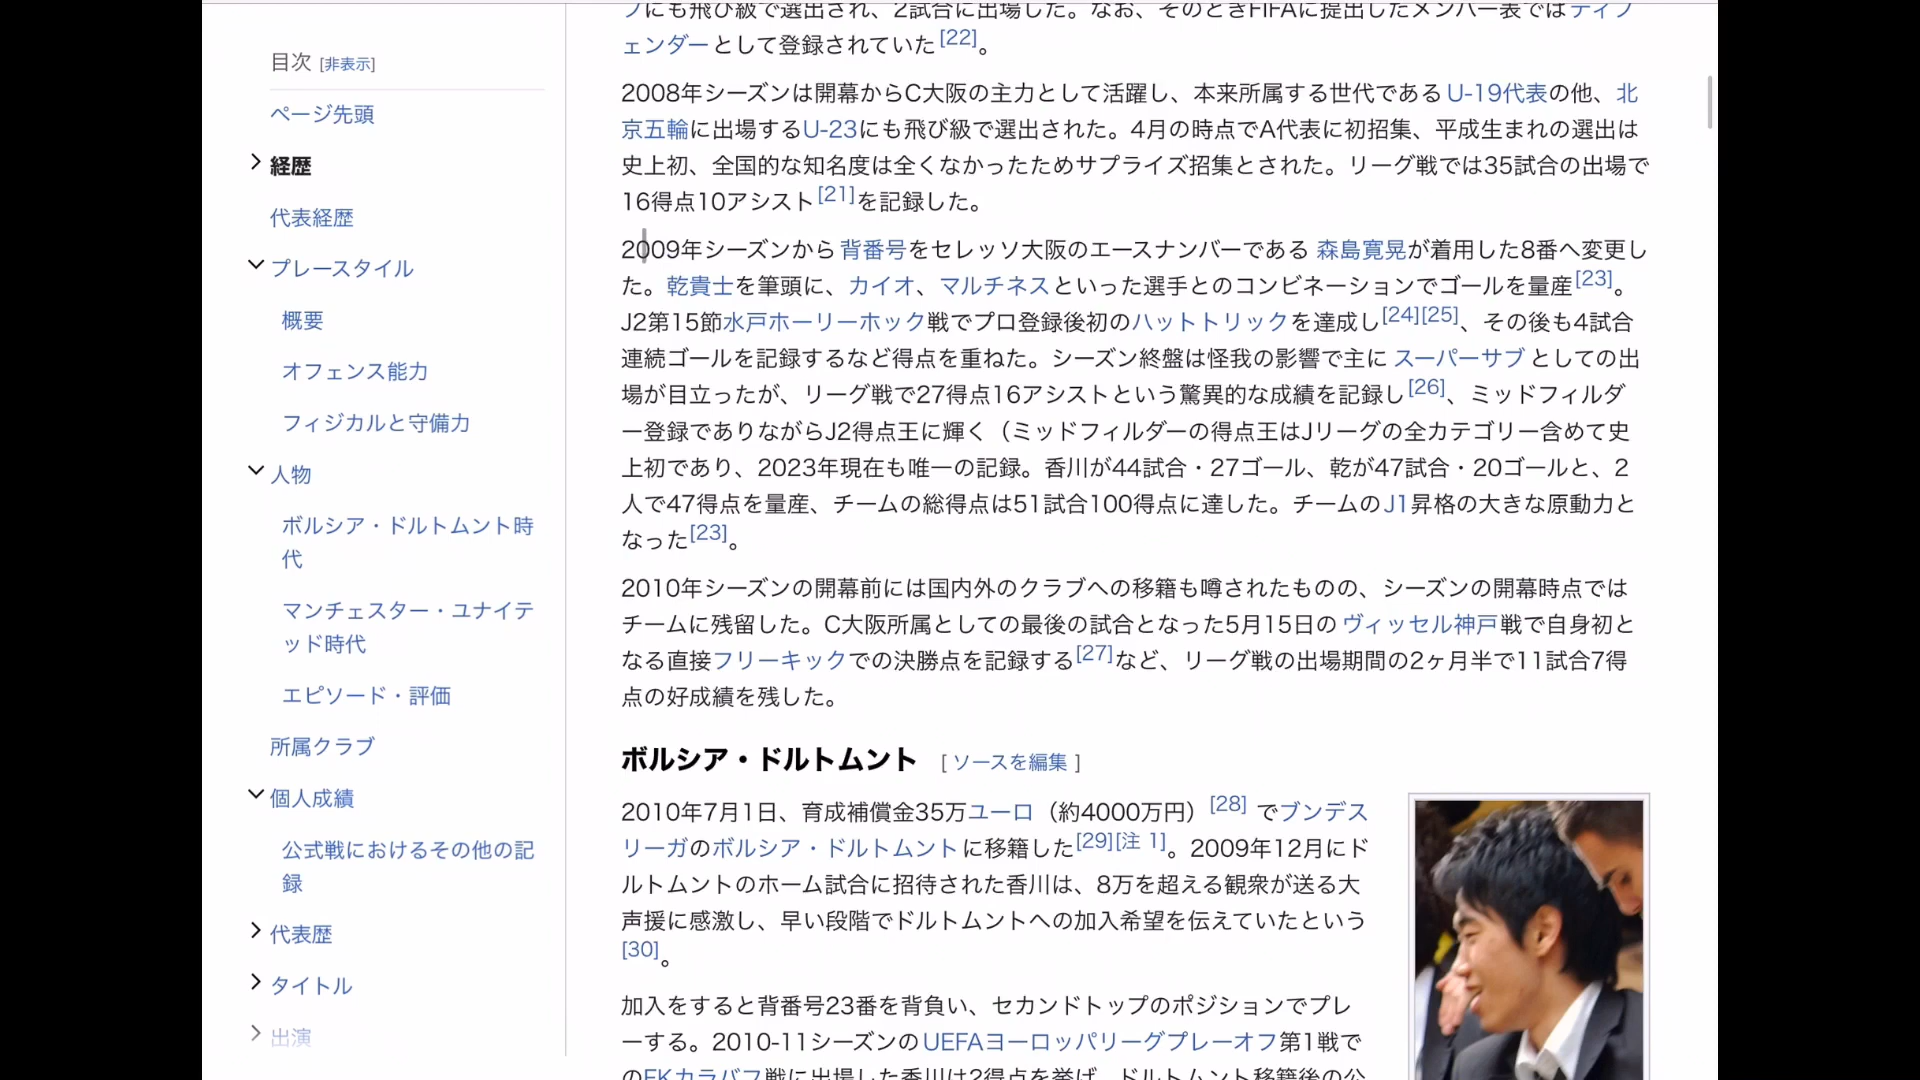 目次 [非表示]
ページ先頭
経歴
代表経歴
プレースタイル
概要
オフェンス能力
フィジカルと守備力
人物
ボルシア・ドルトムント時
代
マンチェスター・ユナイテ
ッド時代
エピソード・評価
所属クラブ
個人成績
公式戦におけるその他の記
録
代表歴
タイトル
出演
プにも飛び級で選出され、2試合に出場した。なお、そのときFIFAに提出したメンバー表ではディフ
ェンダーとして登録されていた[22]。
2008年シーズンは開幕からC大阪の主力として活躍し、本来所属する世代であるU-19代表の他、北
京五輪に出場するU-23にも飛び級で選出された。4月の時点でA代表に初招集、平成生まれの選出は
史上初、全国的な知名度は全くなかったためサプライズ招集とされた。リーグ戦では35試合の出場で
16得点10アシスト[21]を記録した。
2009年シーズンから背番号をセレッソ大阪のエースナンバーである森島寛晃が着用した8番へ変更し
た。乾貴士を筆頭に、カイオ、マルチネスといった選手とのコンビネーションでゴールを量産[23]。
J2第15節水戸ホーリーホック戦でプロ登録後初のハットトリックを達成し[24][25]、その後も4試合
連続ゴールを記録するなど得点を重ねた。シーズン終盤は怪我の影響で主にスーパーサブとしての出
場が目立ったが、リーグ戦で27得点16アシストという驚異的な成績を記録し[26]、ミッドフィルダ
ー登録でありながらJ2得点王に輝く（ミッドフィルダーの得点王はJリーグの全カテゴリー含めて史
上初であり、2023年現在も唯一の記録。香川が44試合・27ゴール、乾が47試合・20ゴールと、2
人で47得点を量産、チームの総得点は51試合100得点に達した。チームのJ1昇格の大きな原動力と
なった[23]。
2010年シーズンの開幕前には国内外のクラブへの移籍も噂されたものの、シーズンの開幕時点では
チームに残留した。C大阪所属としての最後の試合となった5月15日のヴィッセル神戸戦で自身初と
なる直接フリーキックでの決勝点を記録する[27]など、リーグ戦の出場期間の2ヶ月半で11試合7得
点の好成績を残した。
ボルシア・ドルトムント [ ソースを編集 ]
2010年7月1日、育成補償金35万ユーロ（約4000万円）[28] でブンデス
リーガのボルシア・ドルトムントに移籍した[29][注 1]。2009年12月にド
ルトムントのホーム試合に招待された香川は、8万を超える観衆が送る大
声援に感激し、早い段階でドルトムントへの加入希望を伝えていたという
[30]。
加入をすると背番号23番を背負い、セカンドトップのポジションでプレ
ーする。2010-11シーズンのUEFAヨーロッパリーグプレーオフ第1戦で
のFKカラバフ戦に出場した香川は2得点を挙げ、ドルトムント移籍後の公